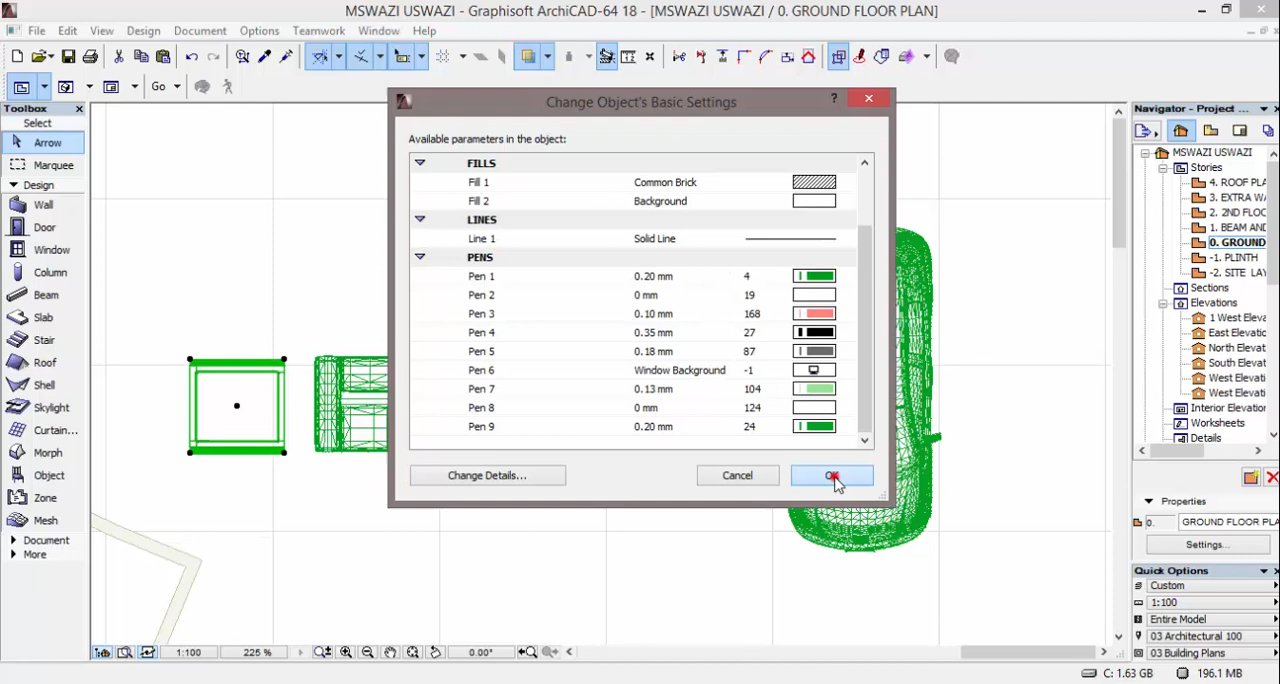 MSWAZI USWAZI - Graphisoft ArchiCAD-64 18 - [MSWAZI USWAZI / 0. GROUND FLOOR PLAN]
File Edit View Design Document Options Teamwork Window Help
Go
Toolbox
Select
Arrow
Marquee
Design
Wall
Door
Window
Column
Beam
Slab
Stair
Roof
Shell
Skylight
Curtain...
Morph
Object
Zone
Mesh
Document
More
Change Object's Basic Settings
?
Available parameters in the object:
FILLS
Fill 1 Common Brick
Fill 2 Background
LINES
Line 1 Solid Line
PENS
Pen 1 0.20 mm 4
Pen 2 0 mm 19
Pen 3 0.10 mm 168
Pen 4 0.35 mm 27
Pen 5 0.18 mm 87
Pen 6 Window Background -1
Pen 7 0.13 mm 104
Pen 8 0 mm 124
Pen 9 0.20 mm 24
Change Details... Cancel OK
Navigator - Project ...
MSWAZI USWAZI
Stories
4. ROOF PLA
3. EXTRA WA
2. 2ND FLOO
1. BEAM AND
0. GROUND
-1. PLINTH
-2. SITE LAY
Sections
Elevations
1 West Eleva
East Elevatio
North Elevat
South Elevat
West Elevati
West Elevati
Interior Elevation
Worksheets
Details
Properties
0. GROUND FLOOR PLA
Settings...
Quick Options
Custom
1:100
Entire Model
03 Architectural 100
03 Building Plans
1:100 225 % 0.00°
C: 1.63 GB 196.1 MB